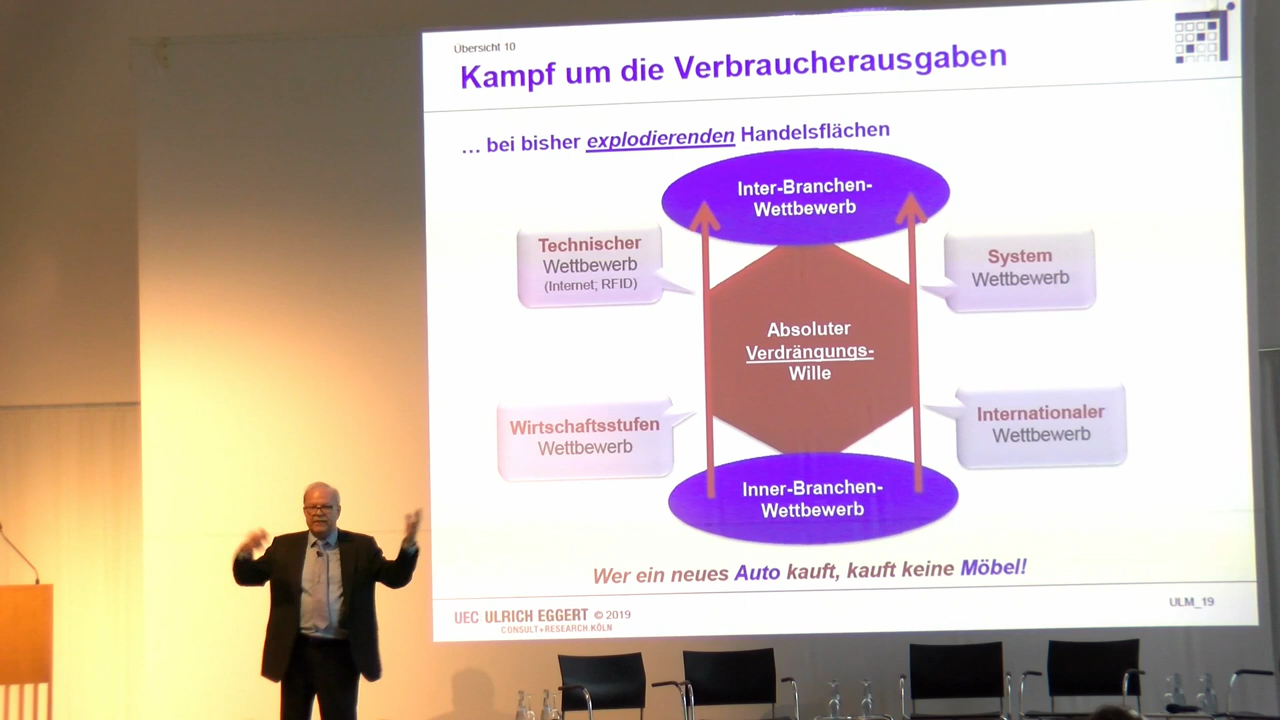 Übersicht 10
Kampf um die Verbraucherausgaben
… bei bisher explodierenden Handelsflächen
Inter-Branchen-
Wettbewerb
Technischer
Wettbewerb
(Internet; RFID)
System
Wettbewerb
Absoluter
Verdrängungs-
Wille
Wirtschaftsstufen
Wettbewerb
Internationaler
Wettbewerb
Inner-Branchen-
Wettbewerb
Wer ein neues Auto kauft, kauft keine Möbel!
UEC ULRICH EGGERT © 2019
CONSULT+RESEARCH.KÖLN
ULM_19